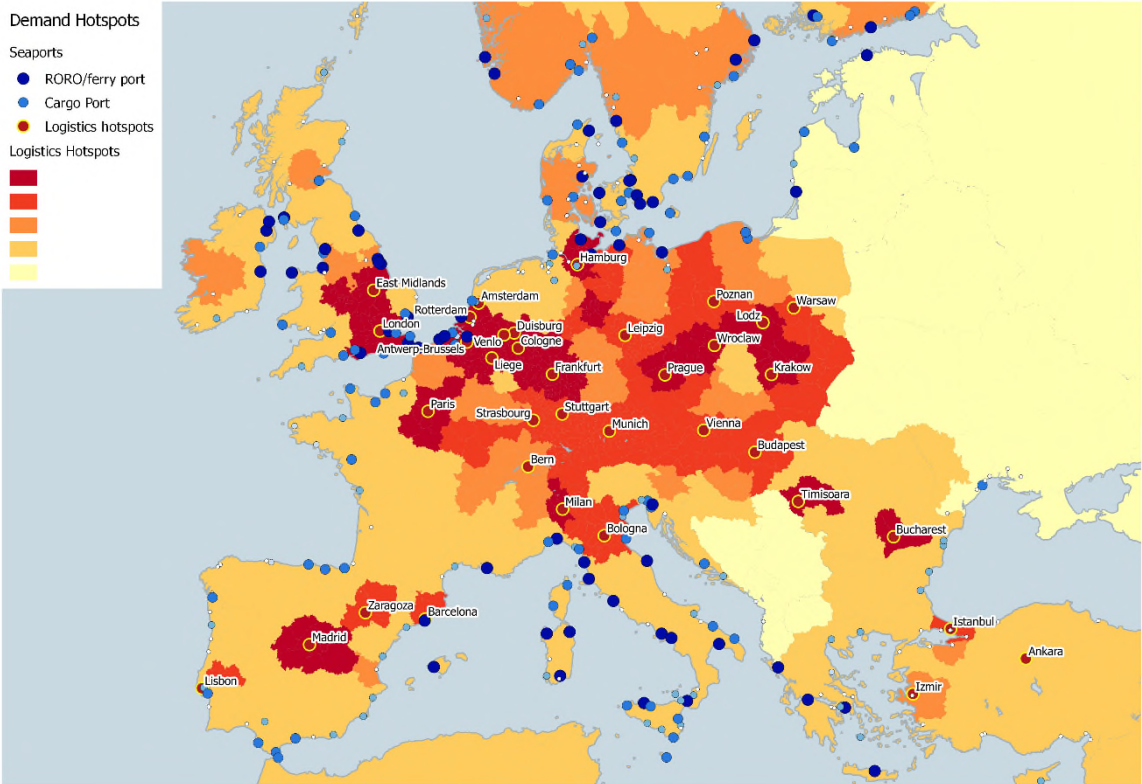 Demand Hotspots
Seaports
RORO/ferry port
Cargo Port
Logistics hotspots
Logistics Hotspots
Hamburg
East Midlands
Amsterdam
Rotterdam
Poznan
Warsaw
London
Duisburg
Lodz
Leipzig
Antwerp-Brussels
Venlo
Cologne
Wroclaw
Liege
Frankfurt
Prague
Krakow
Paris
Strasbourg
Stuttgart
Munich
Vienna
Budapest
Bern
Timisoara
Milan
Bologna
Bucharest
Zaragoza
Barcelona
Istanbul
Madrid
Ankara
Lisbon
Izmir